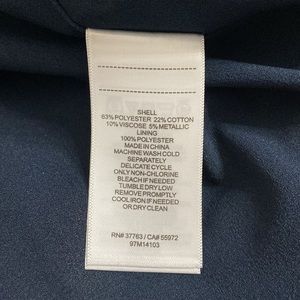 SHELL
63% POLYESTER 22% COTTON
10% VISCOSE 5% METALLIC
LINING
100% POLYESTER
MADE IN CHINA
MACHINE WASH COLD
SEPARATELY
DELICATE CYCLE
ONLY NON-CHLORINE
BLEACH IF NEEDED
TUMBLE DRY LOW
REMOVE PROMPTLY
COOL IRON IF NEEDED
OR DRY CLEAN
RN# 37763 / CA# 55972
97M14103